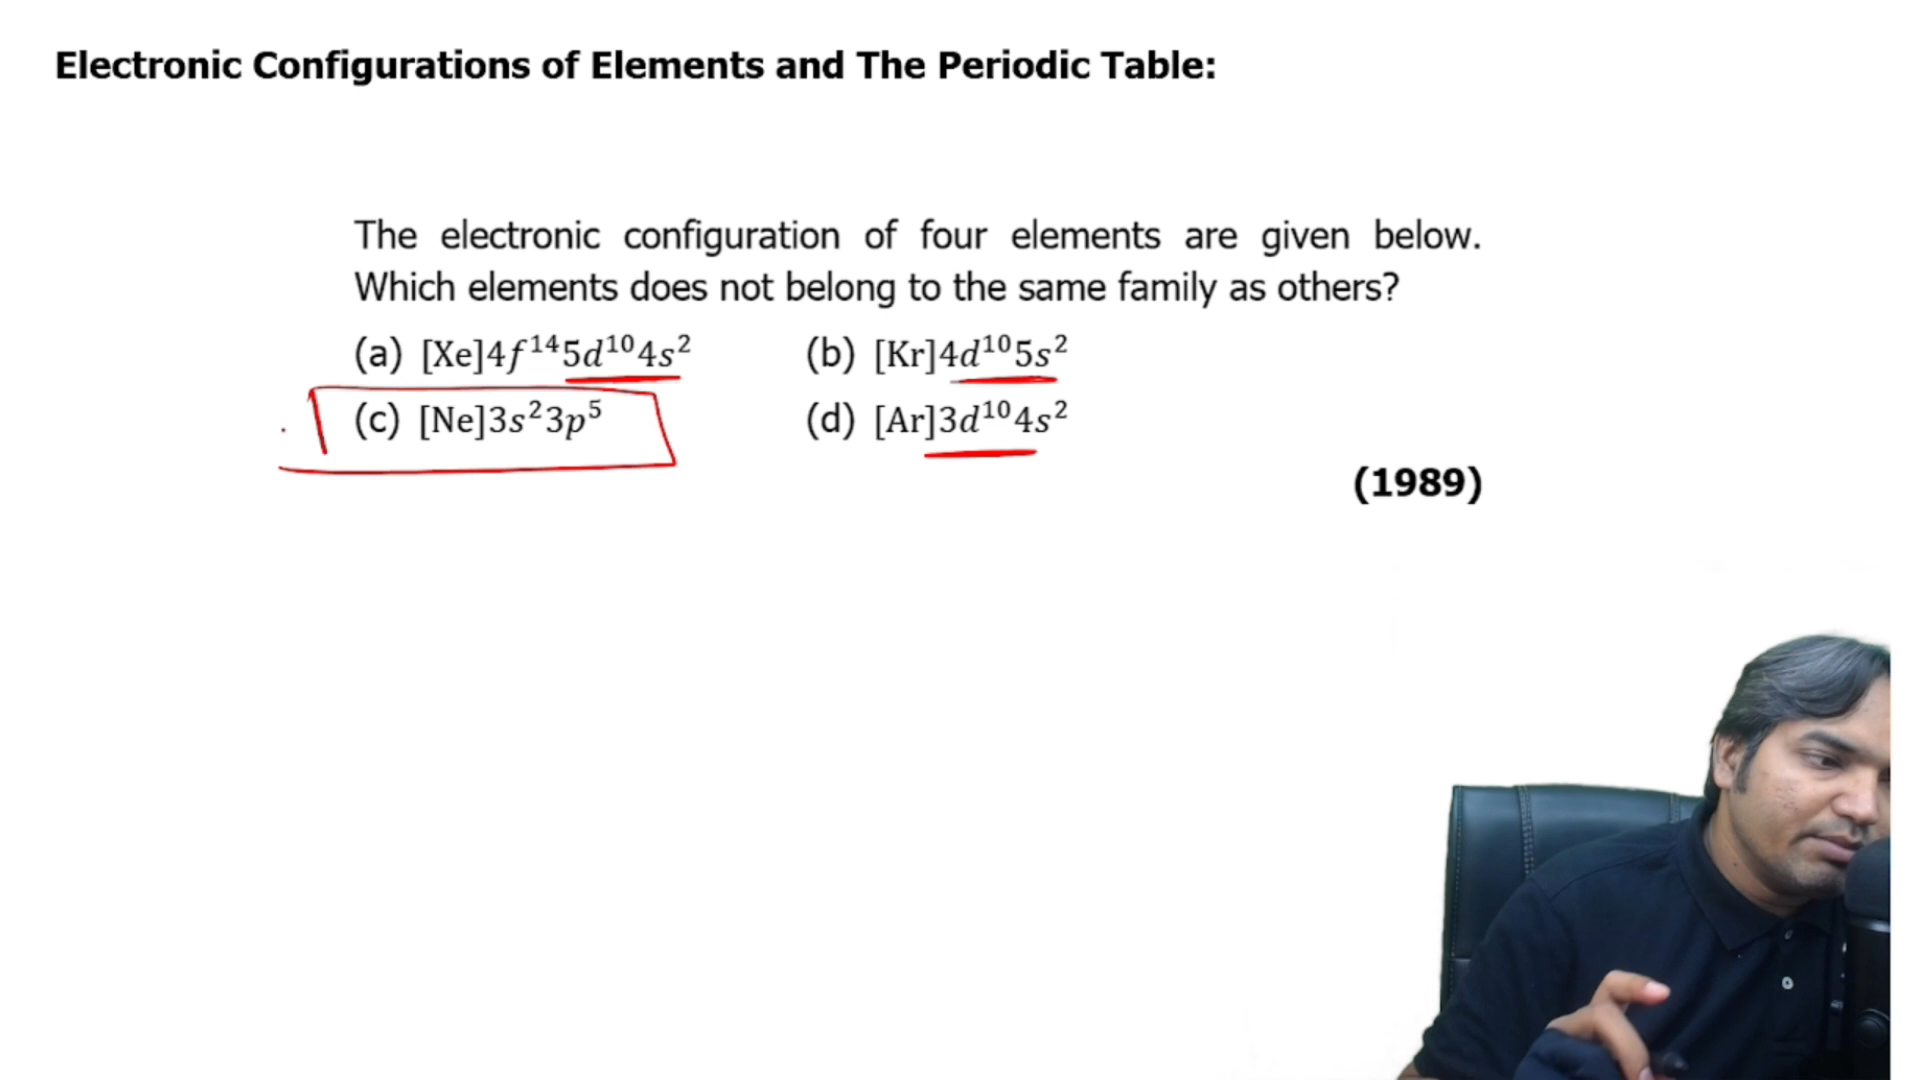 Electronic Configurations of Elements and The Periodic Table:
The electronic configuration of four elements are given below.
Which elements does not belong to the same family as others?
(a) [Xe]4f¹⁴5d¹⁰4s² (b) [Kr]4d¹⁰5s²
(c) [Ne]3s²3p⁵ (d) [Ar]3d¹⁰4s²
(1989)